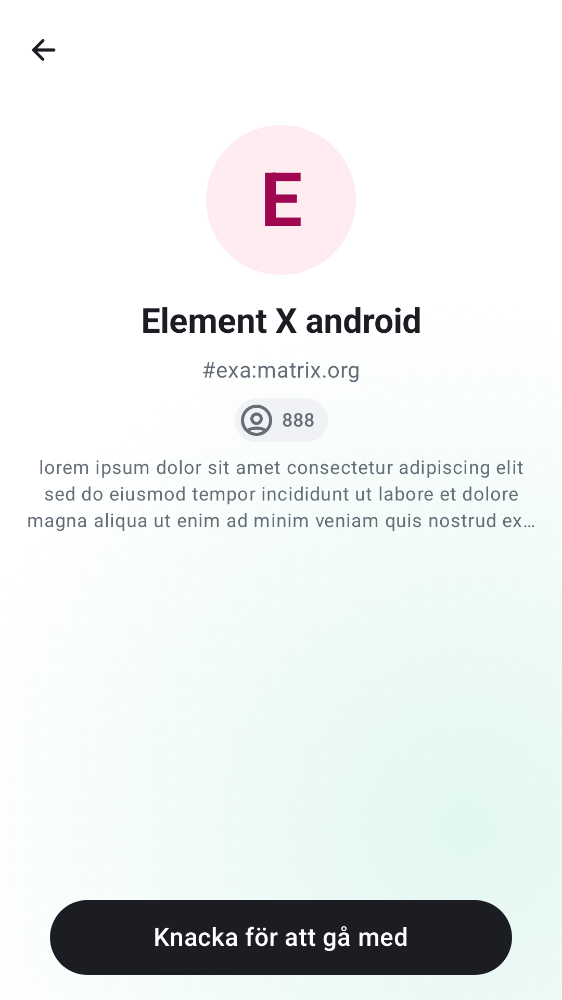 E
Element X android
#exa:matrix.org
888
lorem ipsum dolor sit amet consectetur adipiscing elit
sed do eiusmod tempor incididunt ut labore et dolore
magna aliqua ut enim ad minim veniam quis nostrud ex…
Knacka för att gå med